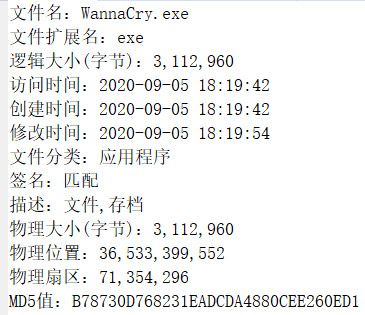 文件名：WannaCry.exe
文件扩展名：exe
逻辑大小(字节)：3,112,960
访问时间：2020-09-05 18:19:42
创建时间：2020-09-05 18:19:42
修改时间：2020-09-05 18:19:54
文件分类：应用程序
签名：匹配
描述：文件,存档
物理大小(字节)：3,112,960
物理位置：36,533,399,552
物理扇区：71,354,296
MD5值：B78730D768231EADCDA4880CEE260ED1